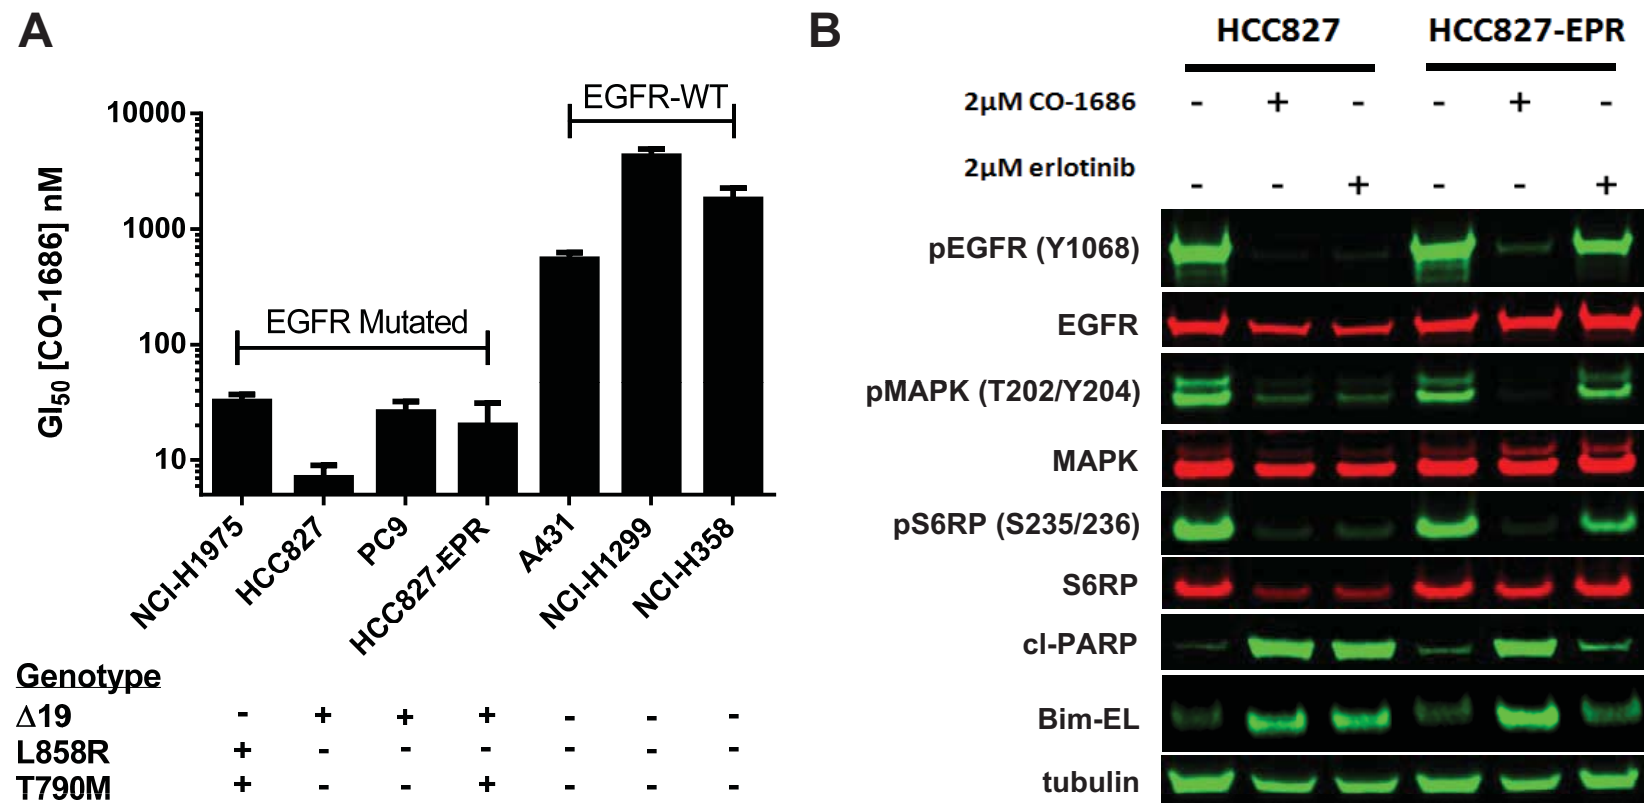 A
10000
1000
100
10
GI50 [CO-1686] nM
EGFR Mutated
EGFR-WT
NCI-H1975
HCC827
PC9
HCC827-EPR
A431
NCI-H1299
NCI-H358
Genotype
Δ19 - + + + - - -
L858R + - - - - - -
T790M + - - + - - -
B
HCC827 HCC827-EPR
2µM CO-1686 - + - - + -
2µM erlotinib - - + - - +
pEGFR (Y1068)
EGFR
pMAPK (T202/Y204)
MAPK
pS6RP (S235/236)
S6RP
cl-PARP
Bim-EL
tubulin